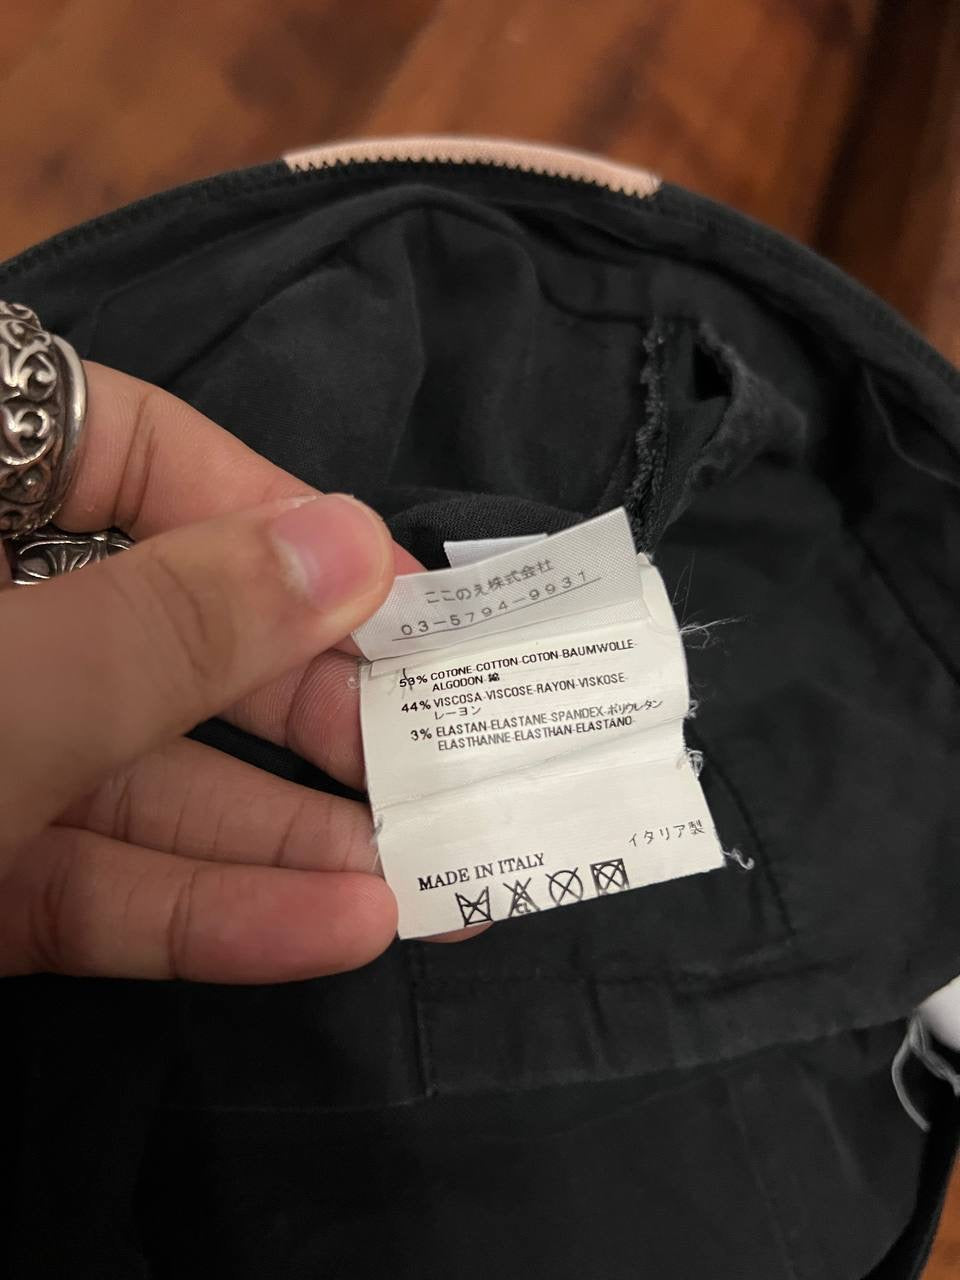 ここのえ株式会社
03-5794-9931
53% COTONE-COTTON-COTON-BAUMWOLLE-
ALGODON-綿
44% VISCOSA-VISCOSE-RAYON-VISKOSE-
レーヨン
3% ELASTAN-ELASTANE-SPANDEX-ポリウレタン
ELASTHANNE-ELASTHAN-ELASTANO-
イタリア製
MADE IN ITALY
CL